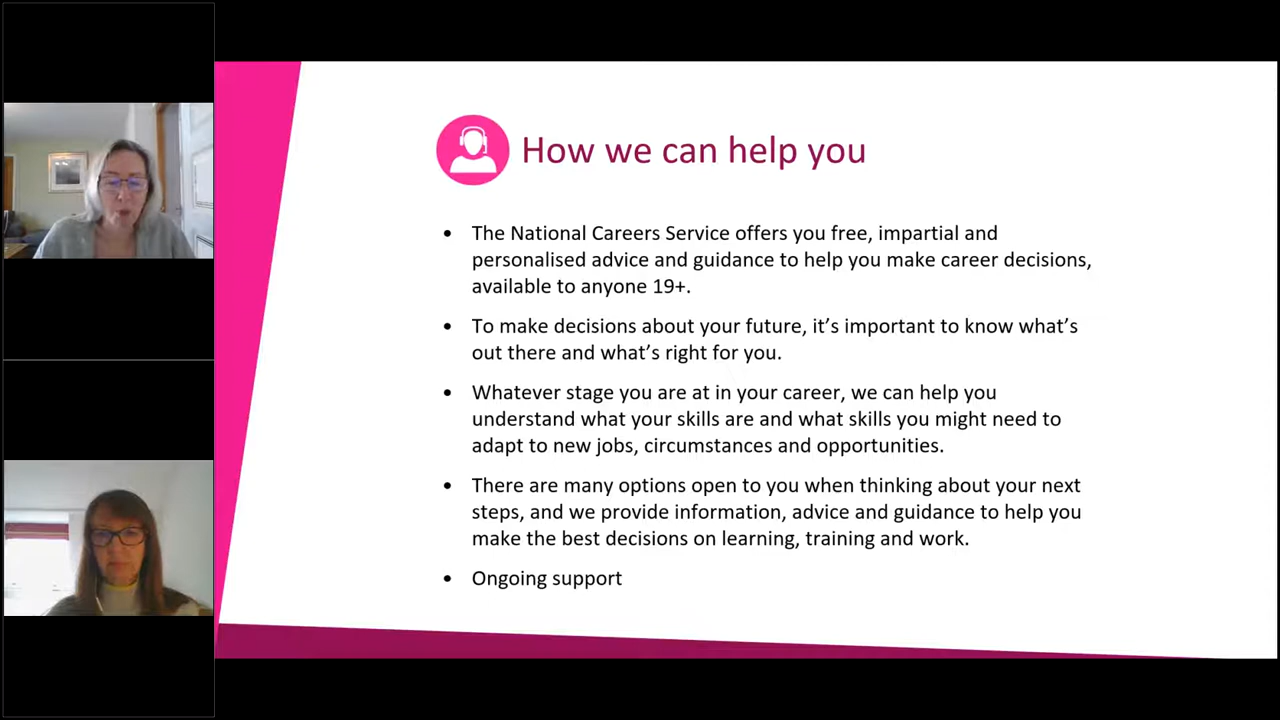 How we can help you
• The National Careers Service offers you free, impartial and
personalised advice and guidance to help you make career decisions,
available to anyone 19+.
• To make decisions about your future, it’s important to know what’s
out there and what’s right for you.
• Whatever stage you are at in your career, we can help you
understand what your skills are and what skills you might need to
adapt to new jobs, circumstances and opportunities.
• There are many options open to you when thinking about your next
steps, and we provide information, advice and guidance to help you
make the best decisions on learning, training and work.
• Ongoing support